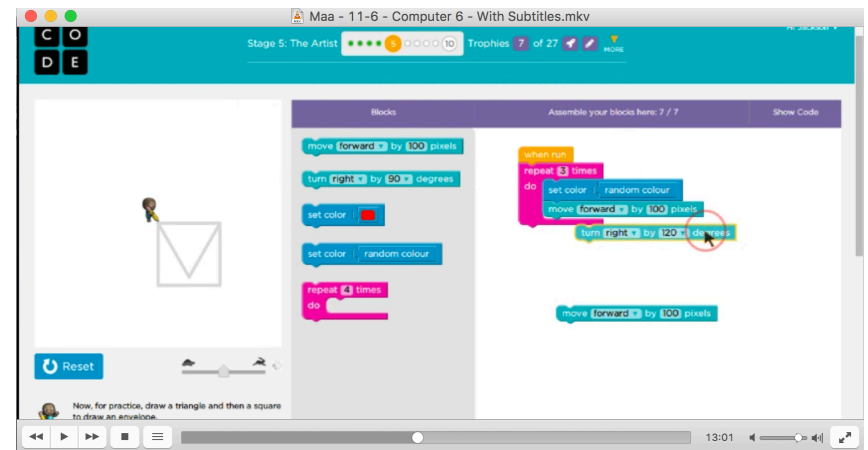 Maa - 11-6 - Computer 6 - With Subtitles.mkv
C O
D E
Stage 5: The Artist 5 10 Trophies 7 of 27 MORE
Blocks
Assemble your blocks here: 7 / 7
Show Code
move forward by 100 pixels
turn right by 90 degrees
set color
set color random colour
repeat 4 times
do
when run
repeat 3 times
do set color random colour
move forward by 100 pixels
turn right by 120 degrees
move forward by 100 pixels
Reset
Now, for practice, draw a triangle and then a square
to draw an envelope.
13:01